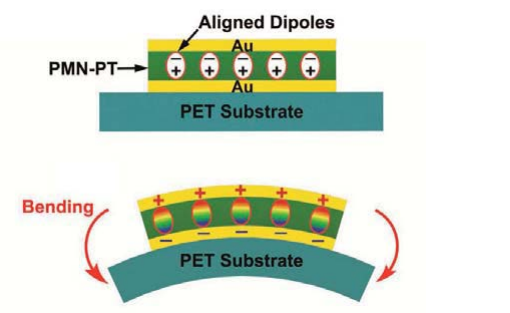 Aligned Dipoles
Au
PMN-PT
− − − − −
+ + + + +
Au
PET Substrate
Bending
+ + + + +
− − − − −
PET Substrate